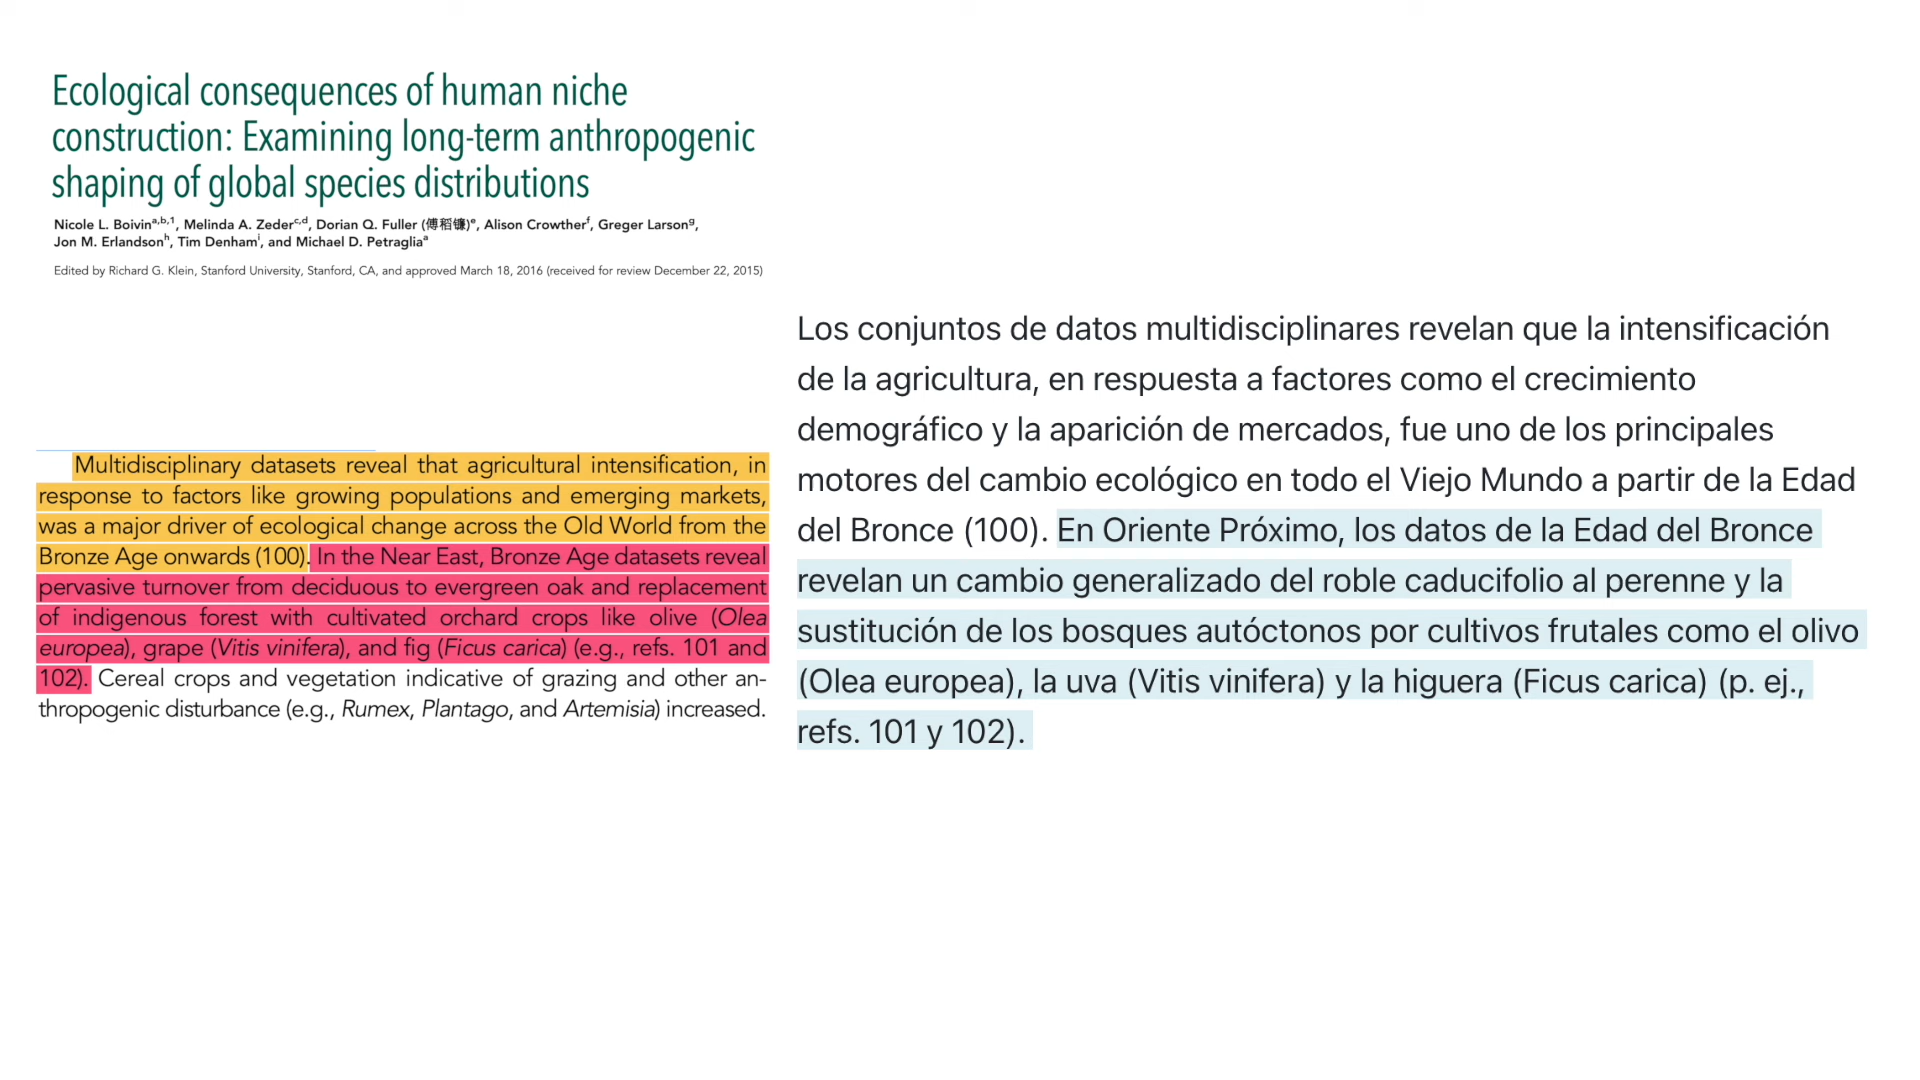 Ecological consequences of human niche
construction: Examining long-term anthropogenic
shaping of global species distributions
Nicole L. Boivina,b,1, Melinda A. Zederc,d, Dorian Q. Fuller (傅稻镰)e, Alison Crowtherf, Greger Larsong,
Jon M. Erlandsonh, Tim Denhami, and Michael D. Petragliaa
Edited by Richard G. Klein, Stanford University, Stanford, CA, and approved March 18, 2016 (received for review December 22, 2015)
Multidisciplinary datasets reveal that agricultural intensification, in
response to factors like growing populations and emerging markets,
was a major driver of ecological change across the Old World from the
Bronze Age onwards (100). In the Near East, Bronze Age datasets reveal
pervasive turnover from deciduous to evergreen oak and replacement
of indigenous forest with cultivated orchard crops like olive (Olea
europea), grape (Vitis vinifera), and fig (Ficus carica) (e.g., refs. 101 and
102). Cereal crops and vegetation indicative of grazing and other an-
thropogenic disturbance (e.g., Rumex, Plantago, and Artemisia) increased.
Los conjuntos de datos multidisciplinares revelan que la intensificación
de la agricultura, en respuesta a factores como el crecimiento
demográfico y la aparición de mercados, fue uno de los principales
motores del cambio ecológico en todo el Viejo Mundo a partir de la Edad
del Bronce (100). En Oriente Próximo, los datos de la Edad del Bronce
revelan un cambio generalizado del roble caducifolio al perenne y la
sustitución de los bosques autóctonos por cultivos frutales como el olivo
(Olea europea), la uva (Vitis vinifera) y la higuera (Ficus carica) (p. ej.,
refs. 101 y 102).